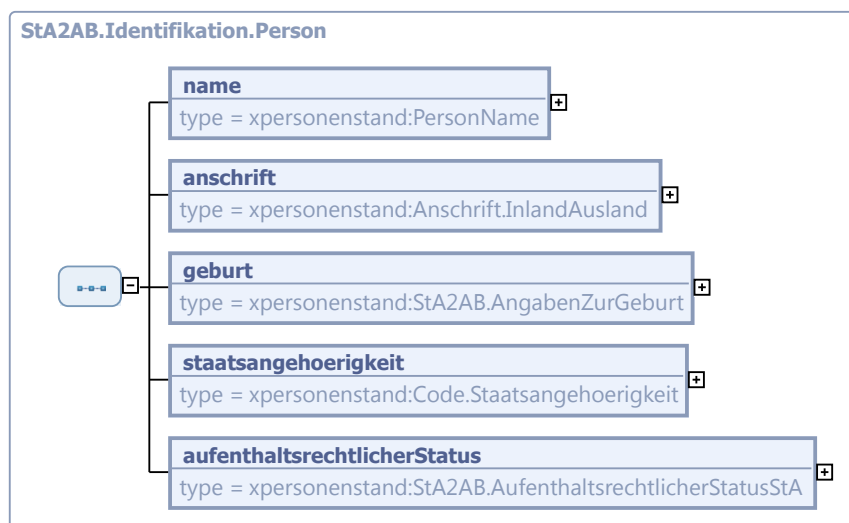 StA2AB.Identifikation.Person
name
type = xpersonenstand:PersonName
anschrift
type = xpersonenstand:Anschrift.InlandAusland
geburt
type = xpersonenstand:StA2AB.AngabenZurGeburt
staatsangehoerigkeit
type = xpersonenstand:Code.Staatsangehoerigkeit
aufenthaltsrechtlicherStatus
type = xpersonenstand:StA2AB.AufenthaltsrechtlicherStatusStA